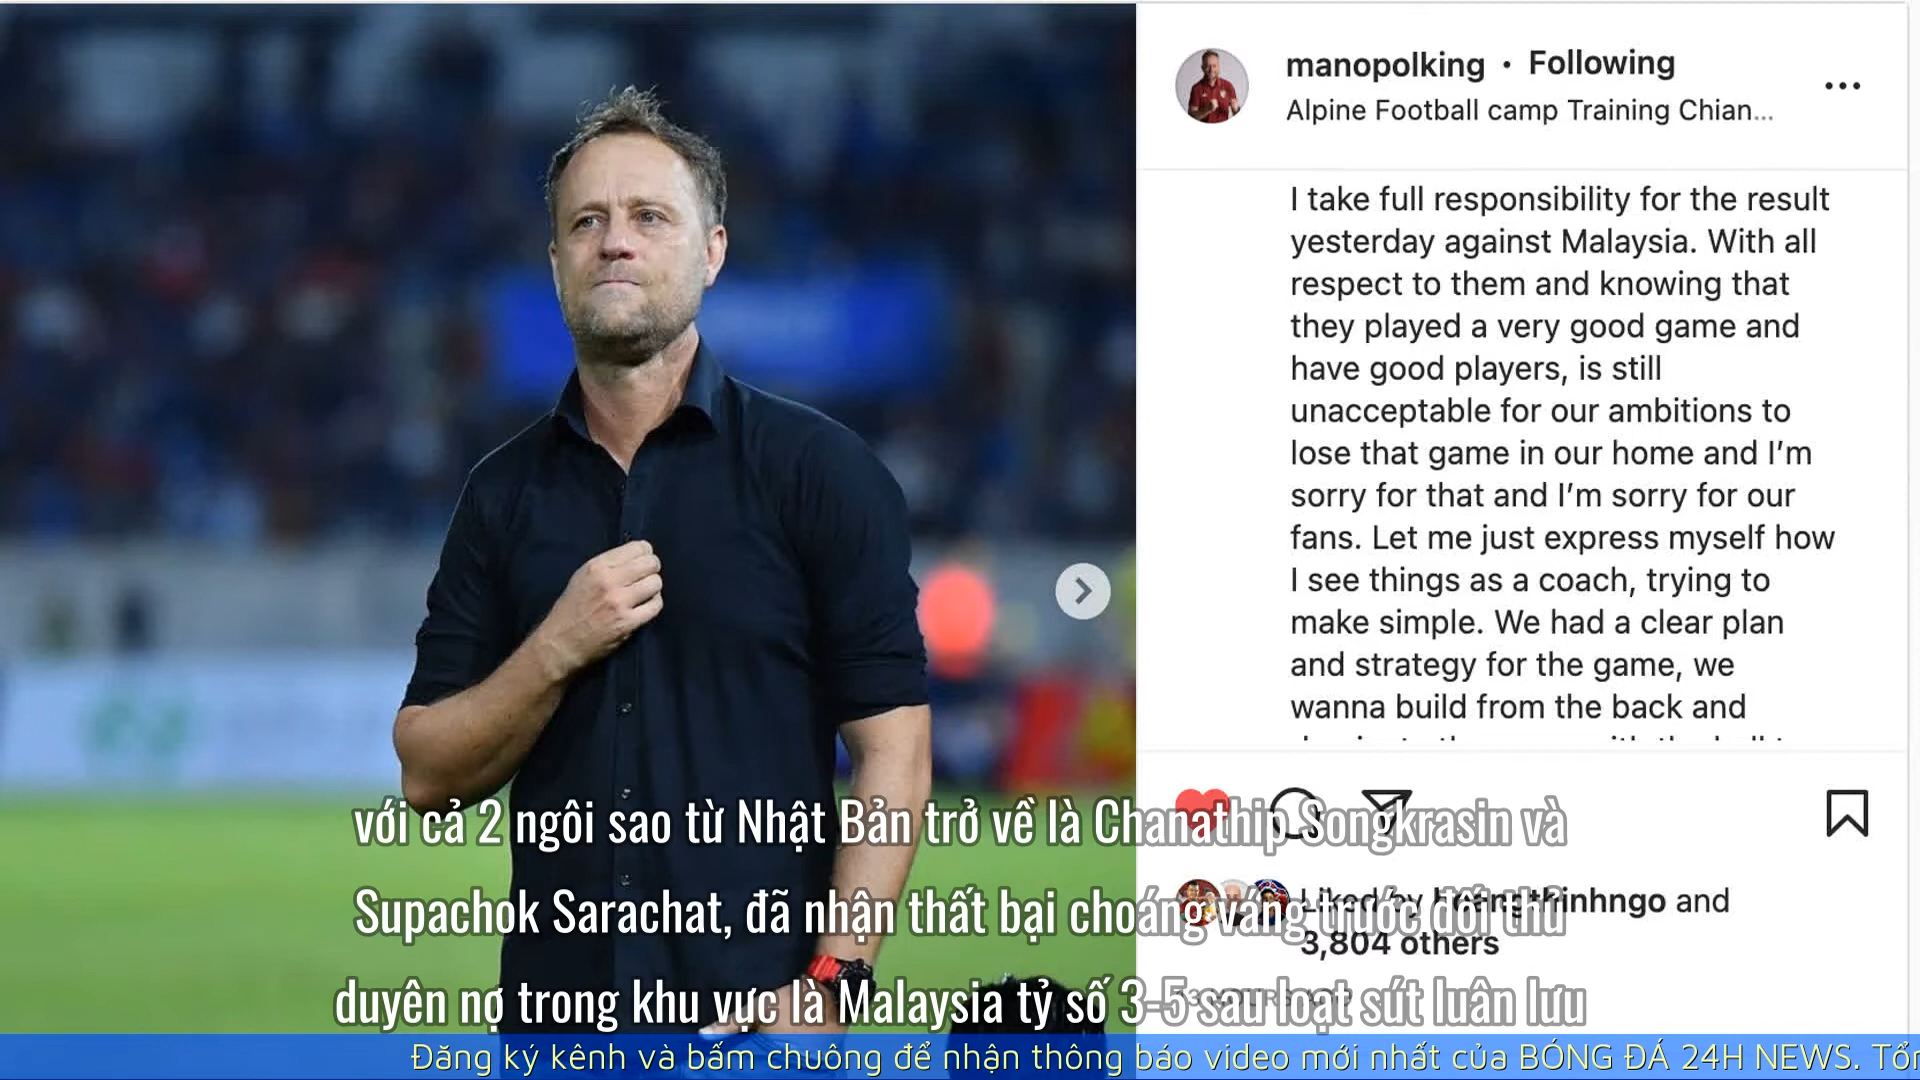 manopolking • Following
Alpine Football camp Training Chian...
I take full responsibility for the result
yesterday against Malaysia. With all
respect to them and knowing that
they played a very good game and
have good players, is still
unacceptable for our ambitions to
lose that game in our home and I'm
sorry for that and I'm sorry for our
fans. Let me just express myself how
I see things as a coach, trying to
make simple. We had a clear plan
and strategy for the game, we
wanna build from the back and
Liked by hoangthinhngo and
3,804 others
với cả 2 ngôi sao từ Nhật Bản trở về là Chanathip Songkrasin và
Supachok Sarachat, đã nhận thất bại choáng váng trước đối thủ
duyên nợ trong khu vực là Malaysia tỷ số 3-5 sau loạt sút luân lưu
Đăng ký kênh và bấm chuông để nhận thông báo video mới nhất của BÓNG ĐÁ 24H NEWS. Tổn